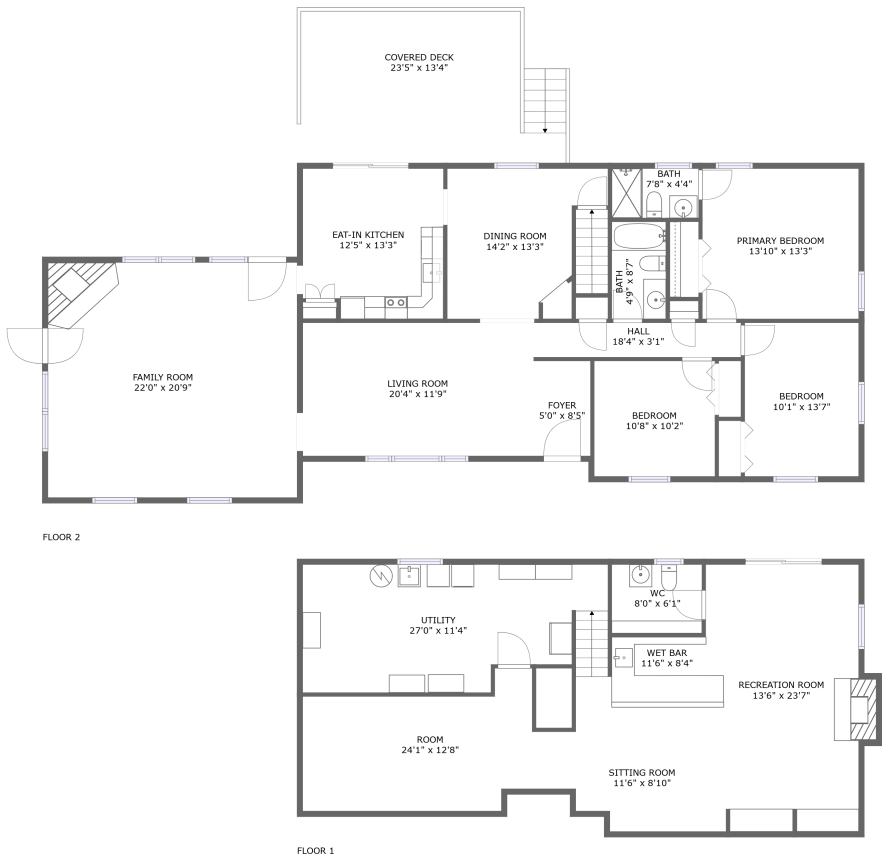 COVERED DECK
23'5" x 13'4"
BATH
7'8" x 4'4"
EAT-IN KITCHEN
12'5" x 13'3"
DINING ROOM
14'2" x 13'3"
PRIMARY BEDROOM
13'10" x 13'3"
BATH
4'9" x 8'7"
HALL
18'4" x 3'1"
FAMILY ROOM
22'0" x 20'9"
LIVING ROOM
20'4" x 11'9"
FOYER
5'0" x 8'5"
BEDROOM
10'8" x 10'2"
BEDROOM
10'1" x 13'7"
FLOOR 2
UTILITY
27'0" x 11'4"
WC
8'0" x 6'1"
WET BAR
11'6" x 8'4"
RECREATION ROOM
13'6" x 23'7"
ROOM
24'1" x 12'8"
SITTING ROOM
11'6" x 8'10"
FLOOR 1